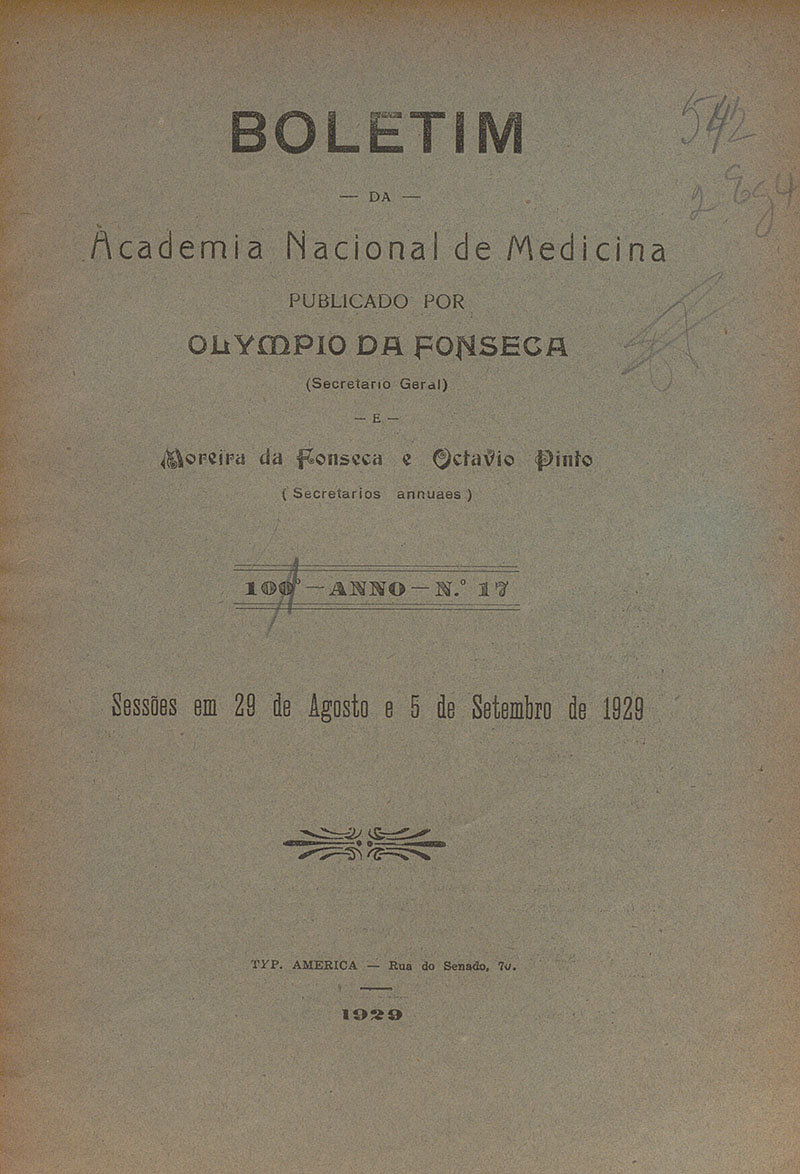 BOLETIM
— DA —
Academia Nacional de Medicina
PUBLICADO POR
OLYMPIO DA FONSECA
(Secretario Geral)
— E —
Moreira da Fonseca e Octavio Pinto
( Secretarios annuaes )
100º — ANNO — N.º 17
Sessões em 29 de Agosto e 5 de Setembro de 1929
TYP. AMERICA — Rua do Senado, 70.
1929
542